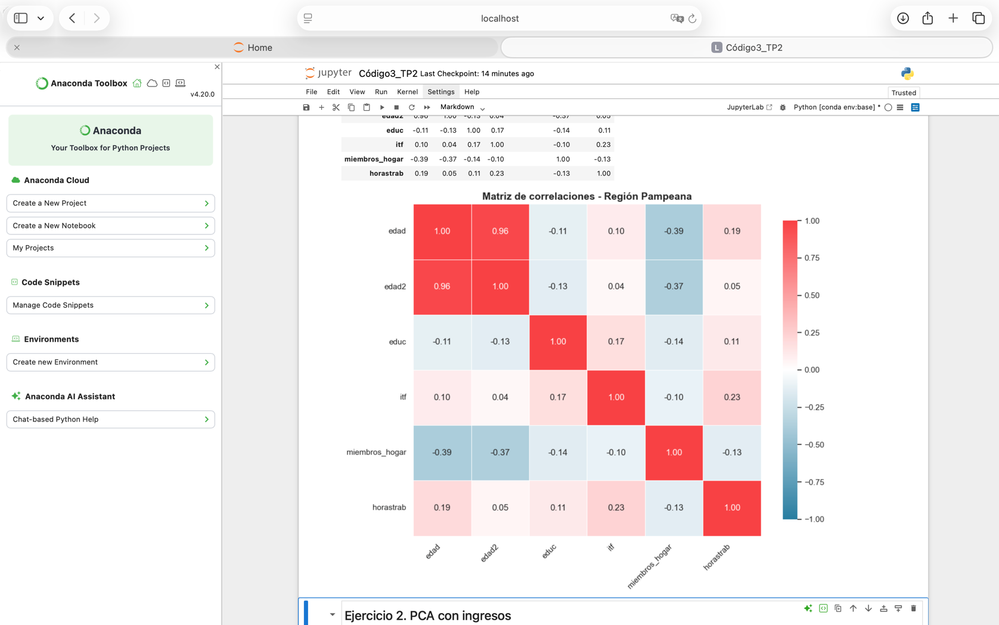 localhost
Home
L Código3_TP2
Anaconda Toolbox
v4.20.0
Anaconda
Your Toolbox for Python Projects
Anaconda Cloud
Create a New Project
Create a New Notebook
My Projects
Code Snippets
Manage Code Snippets
Environments
Create new Environment
Anaconda AI Assistant
Chat-based Python Help
jupyter Código3_TP2 Last Checkpoint: 14 minutes ago
File Edit View Run Kernel Settings Help
Trusted
Markdown
JupyterLab Python [conda env:base] *
edad2 0.96 1.00 -0.13 0.04 -0.37 0.05
educ -0.11 -0.13 1.00 0.17 -0.14 0.11
itf 0.10 0.04 0.17 1.00 -0.10 0.23
miembros_hogar -0.39 -0.37 -0.14 -0.10 1.00 -0.13
horastrab 0.19 0.05 0.11 0.23 -0.13 1.00
Matriz de correlaciones - Región Pampeana
edad 1.00 0.96 -0.11 0.10 -0.39 0.19
edad2 0.96 1.00 -0.13 0.04 -0.37 0.05
educ -0.11 -0.13 1.00 0.17 -0.14 0.11
itf 0.10 0.04 0.17 1.00 -0.10 0.23
miembros_hogar -0.39 -0.37 -0.14 -0.10 1.00 -0.13
horastrab 0.19 0.05 0.11 0.23 -0.13 1.00
edad edad2 educ itf miembros_hogar horastrab
1.00
0.75
0.50
0.25
0.00
−0.25
−0.50
−0.75
−1.00
Ejercicio 2. PCA con ingresos